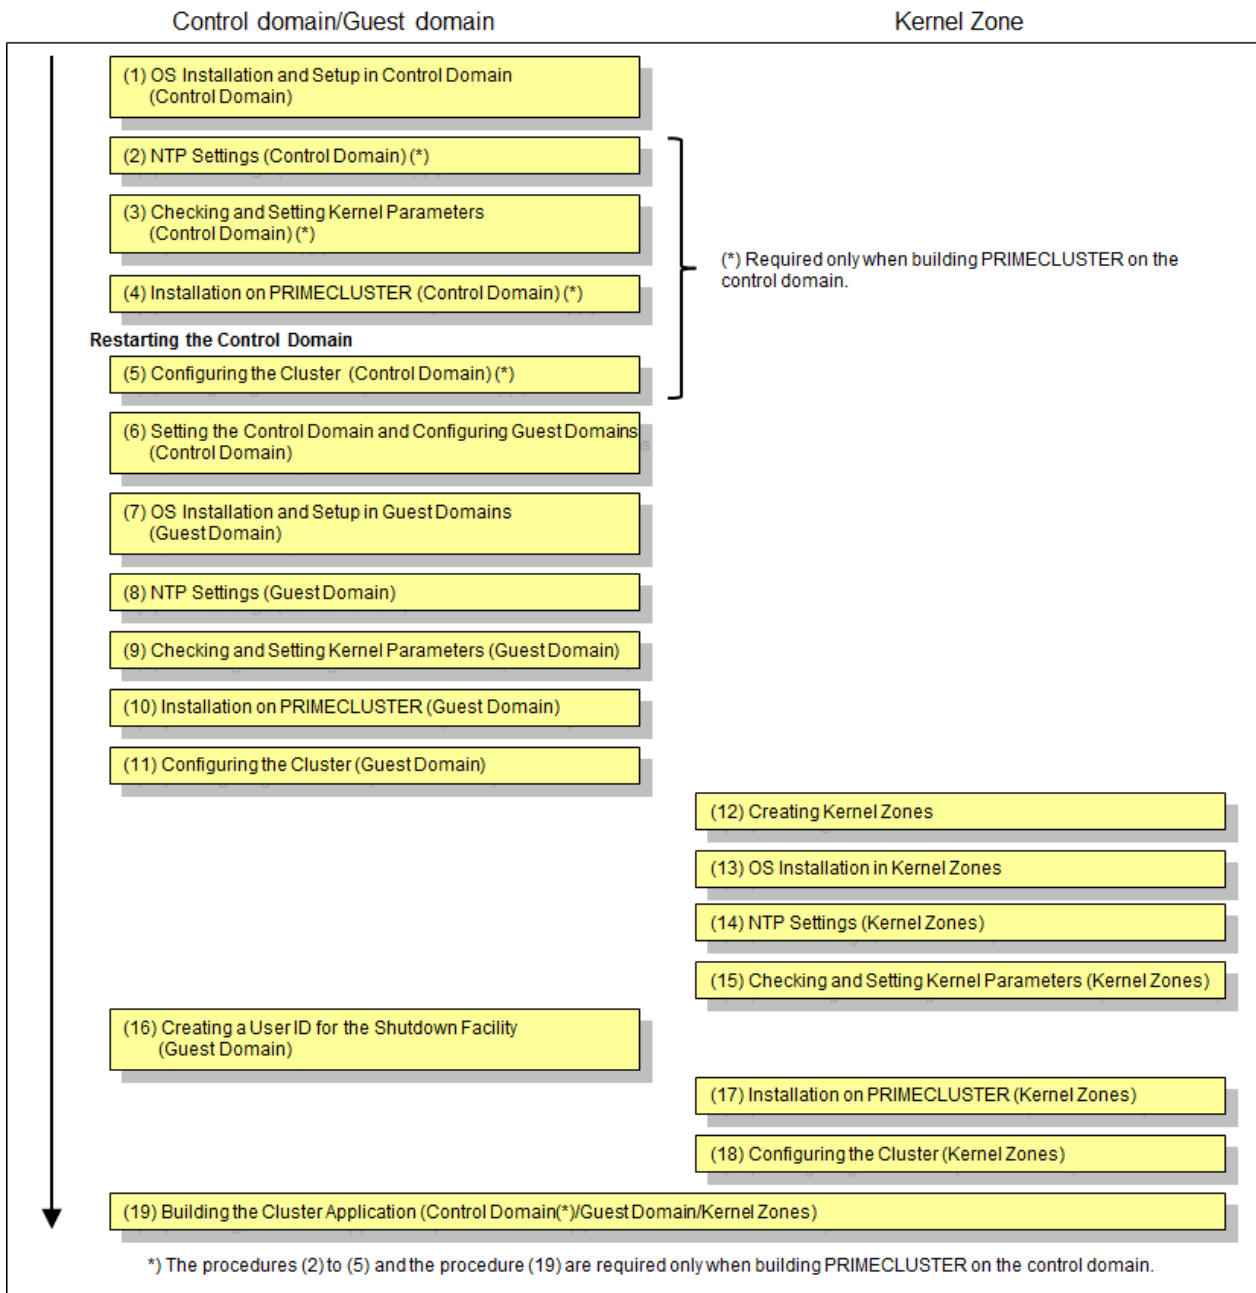 Control domain/Guest domain
Kernel Zone
(1) OS Installation and Setup in Control Domain
(Control Domain)
(2) NTP Settings (Control Domain) (*)
(3) Checking and Setting Kernel Parameters
(Control Domain) (*)
(*) Required only when building PRIMECLUSTER on the
control domain.
(4) Installation on PRIMECLUSTER (Control Domain) (*)
Restarting the Control Domain
(5) Configuring the Cluster (Control Domain) (*)
(6) Setting the Control Domain and Configuring Guest Domains
(Control Domain)
(7) OS Installation and Setup in Guest Domains
(Guest Domain)
(8) NTP Settings (Guest Domain)
(9) Checking and Setting Kernel Parameters (Guest Domain)
(10) Installation on PRIMECLUSTER (Guest Domain)
(11) Configuring the Cluster (Guest Domain)
(12) Creating Kernel Zones
(13) OS Installation in Kernel Zones
(14) NTP Settings (Kernel Zones)
(15) Checking and Setting Kernel Parameters (Kernel Zones)
(16) Creating a User ID for the Shutdown Facility
(Guest Domain)
(17) Installation on PRIMECLUSTER (Kernel Zones)
(18) Configuring the Cluster (Kernel Zones)
(19) Building the Cluster Application (Control Domain(*)/Guest Domain/Kernel Zones)
*) The procedures (2) to (5) and the procedure (19) are required only when building PRIMECLUSTER on the control domain.